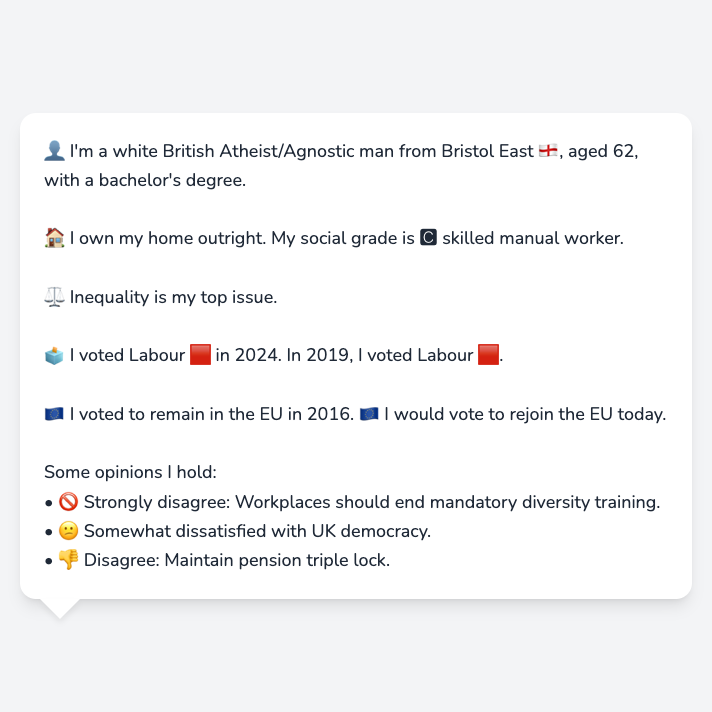 👤 I'm a white British Atheist/Agnostic man from Bristol East 🏴󠁧󠁢󠁥󠁮󠁧󠁿, aged 62,
with a bachelor's degree.
🏠 I own my home outright. My social grade is 🅲 skilled manual worker.
⚖️ Inequality is my top issue.
🗳️ I voted Labour 🟥 in 2024. In 2019, I voted Labour 🟥.
🇪🇺 I voted to remain in the EU in 2016. 🇪🇺 I would vote to rejoin the EU today.
Some opinions I hold:
• 🚫 Strongly disagree: Workplaces should end mandatory diversity training.
• 🙁 Somewhat dissatisfied with UK democracy.
• 👎 Disagree: Maintain pension triple lock.